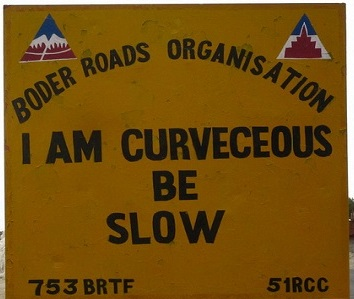 BODER ROADS ORGANISATION
I AM CURVECEOUS
BE
SLOW
753 BRTF 51RCC